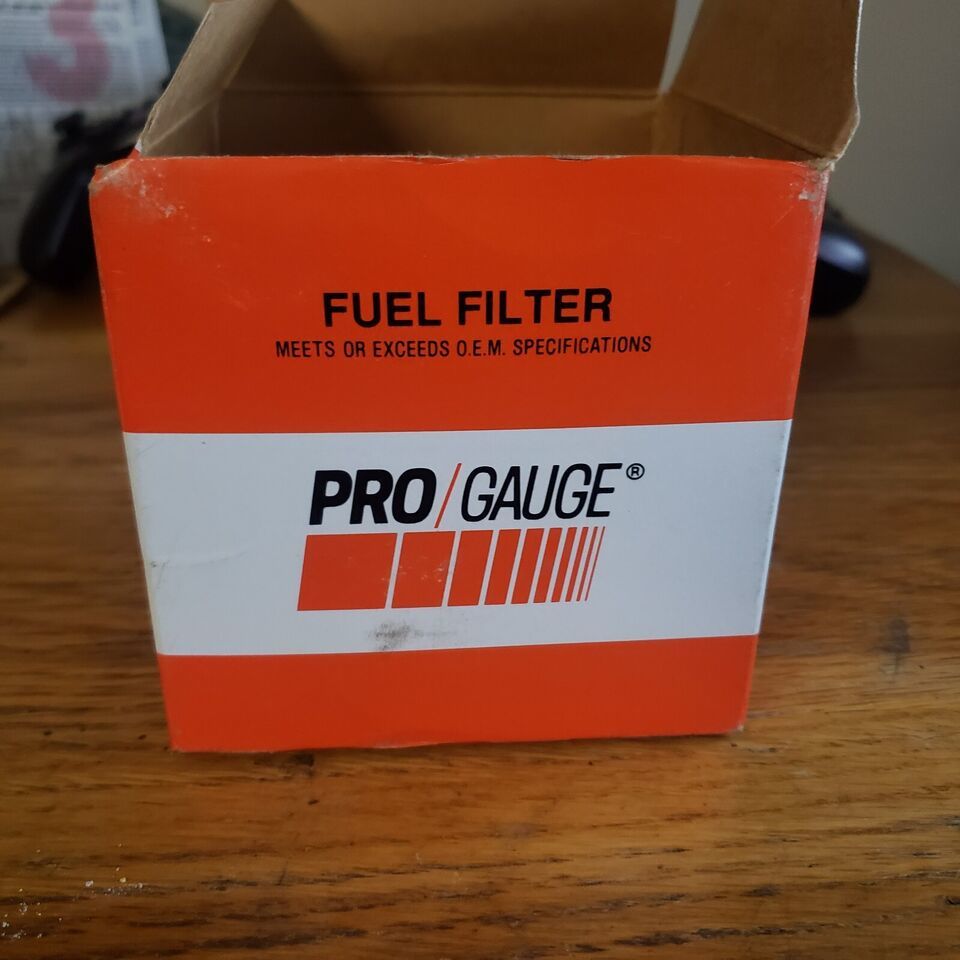 FUEL FILTER
MEETS OR EXCEEDS O.E.M. SPECIFICATIONS
PRO/GAUGE®